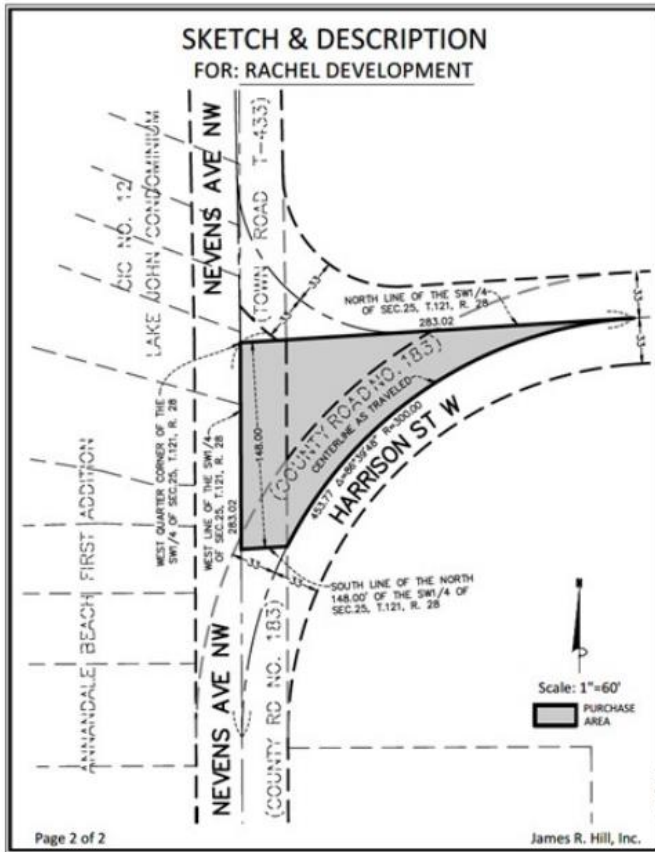 SKETCH & DESCRIPTION
FOR: RACHEL DEVELOPMENT
CIC NO. 12
LAKE JOHN CONDOMINIUM
NEVENS AVE NW
(TOWN ROAD T-433)
33
NORTH LINE OF THE SW1/4
OF SEC.25, T.121, R. 28
283.02
33
33
(COUNTY ROAD NO. 183)
CENTERLINE AS TRAVELED
453.77 Δ=86°39'48" R=300.00
HARRISON ST W
148.00
WEST QUARTER CORNER OF THE
SW1/4 OF SEC.25, T.121, R. 28
WEST LINE OF THE SW1/4
OF SEC.25, T.121, R. 28
283.02
ANNANDALE BEACH FIRST ADDITION
33
33
SOUTH LINE OF THE NORTH
148.00' OF THE SW1/4 OF
SEC.25, T.121, R. 28
NEVENS AVE NW
(COUNTY RD NO. 183)
Scale: 1"=60'
PURCHASE
AREA
Page 2 of 2
James R. Hill, Inc.